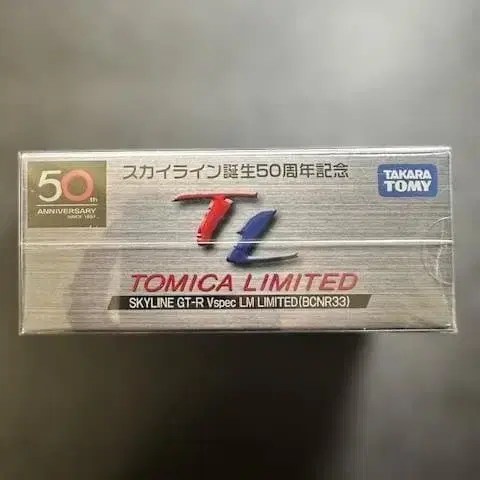 50th
ANNIVERSARY
SINCE 1957
スカイライン誕生50周年記念
TAKARA
TOMY
TL
TOMICA LIMITED
SKYLINE GT-R Vspec LM LIMITED(BCNR33)